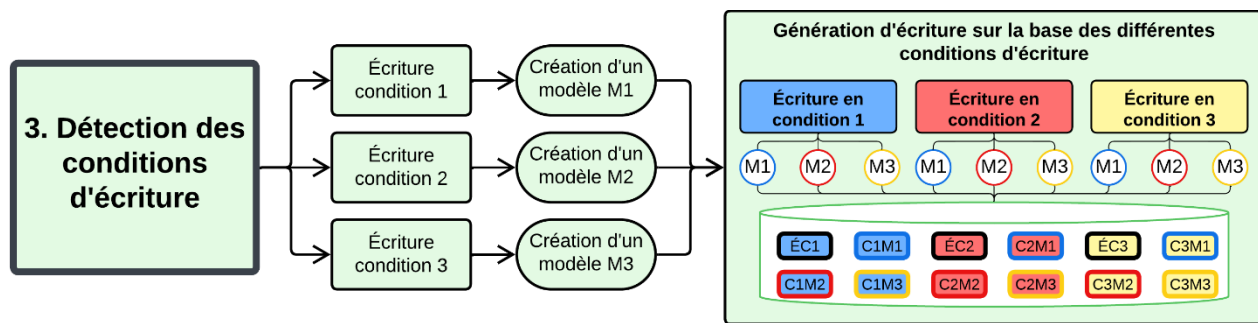 3. Détection des
conditions
d'écriture
Écriture
condition 1
Création d'un
modèle M1
Écriture
condition 2
Création d'un
modèle M2
Écriture
condition 3
Création d'un
modèle M3
Génération d'écriture sur la base des différentes
conditions d'écriture
Écriture en
condition 1
Écriture en
condition 2
Écriture en
condition 3
M1 M2 M3 M1 M2 M3 M1 M2 M3
ÉC1 C1M1 ÉC2 C2M1 ÉC3 C3M1
C1M2 C1M3 C2M2 C2M3 C3M2 C3M3